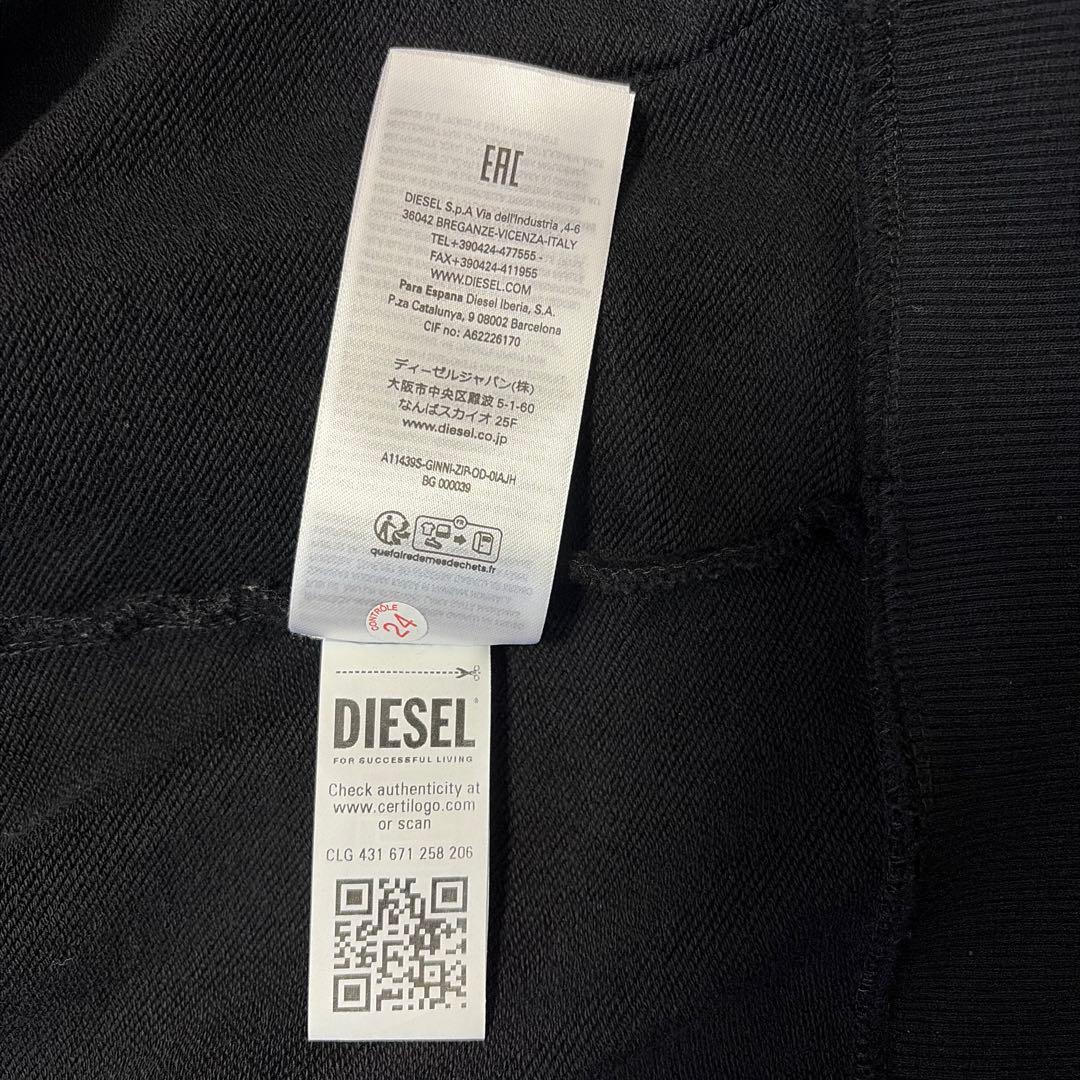 EAC
DIESEL S.p.A Via dell'Industria ,4-6
36042 BREGANZE-VICENZA-ITALY
TEL+390424-477555 -
FAX+390424-411955
WWW.DIESEL.COM
Para Espana Diesel Iberia, S.A.
P.za Catalunya, 9 08002 Barcelona
CIF no: A62226170
ディーゼルジャパン(株)
大阪市中央区難波 5-1-60
なんばスカイオ 25F
www.diesel.co.jp
A11439S-GINNI-ZIP-OD-0IAJH
BG 000039
FR
quefairedemesdechets.fr
CONTRÔLE
24
DIESEL®
FOR SUCCESSFUL LIVING
Check authenticity at
www.certilogo.com
or scan
CLG 431 671 258 206